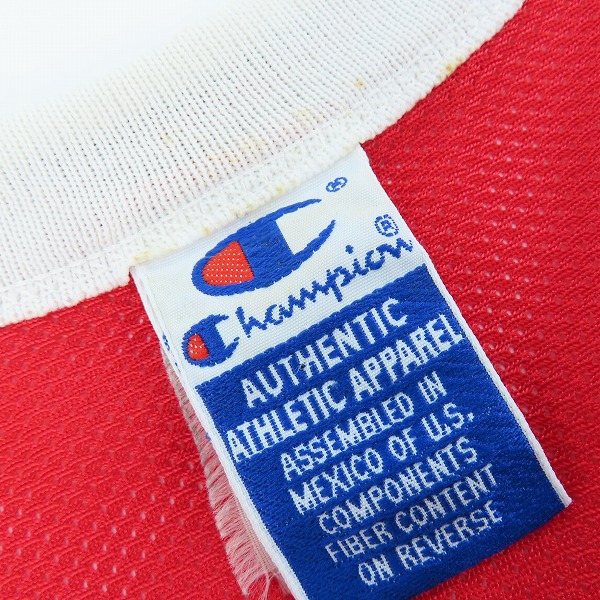 Champion®
AUTHENTIC
ATHLETIC APPAREL
ASSEMBLED IN
MEXICO OF U.S.
COMPONENTS
FIBER CONTENT
ON REVERSE